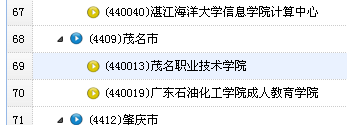 67 (440040)湛江海洋大学信息学院计算中心
68 (4409)茂名市
69 (440013)茂名职业技术学院
70 (440019)广东石油化工学院成人教育学院
71 (4412)肇庆市